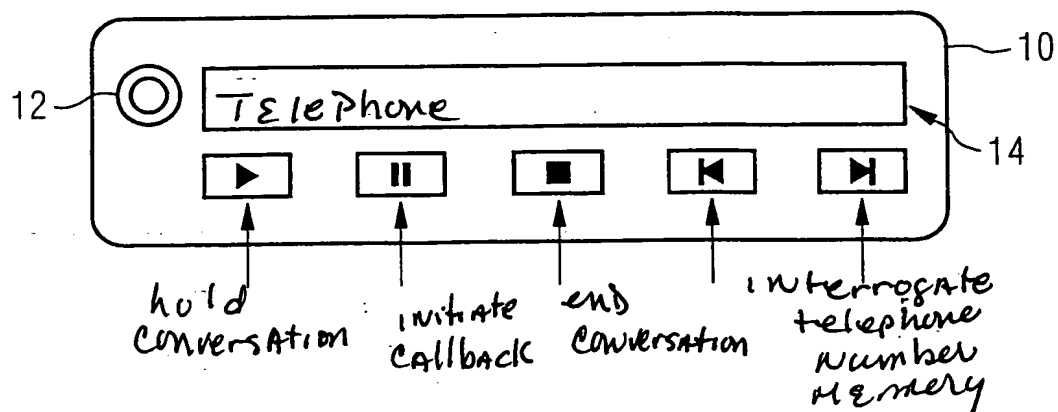 10
12
TElePhone
14
hold
conversation
initiate
callback
end
conversation
interrogate
telephone
number
memory